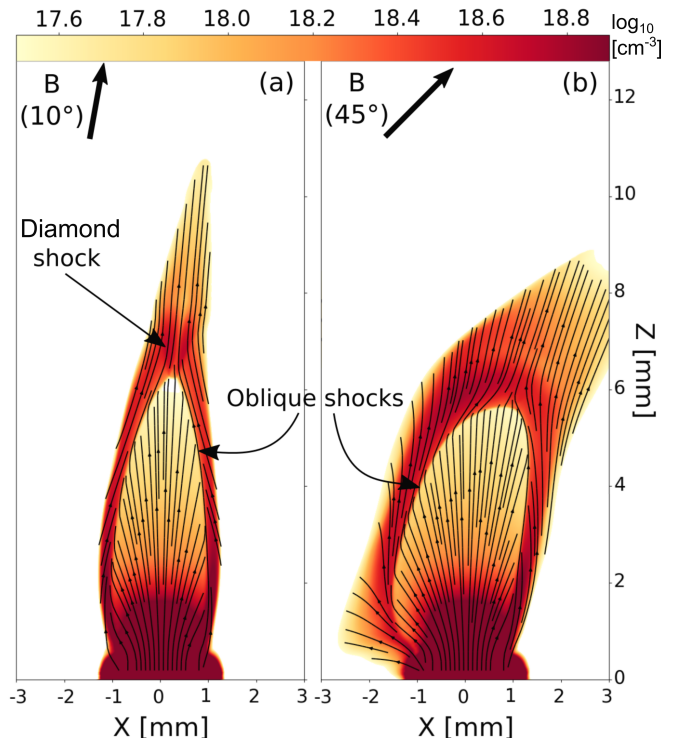 17.6 17.8 18.0 18.2 18.4 18.6 18.8 log10
[cm-3]
B
(10°)
(a)
B
(45°)
(b)
12
10
Diamond
shock
8
Z [mm]
6
Oblique shocks
4
2
0
-3 -2 -1 0 1 2 3
-2 -1 0 1 2 3
X [mm]
X [mm]